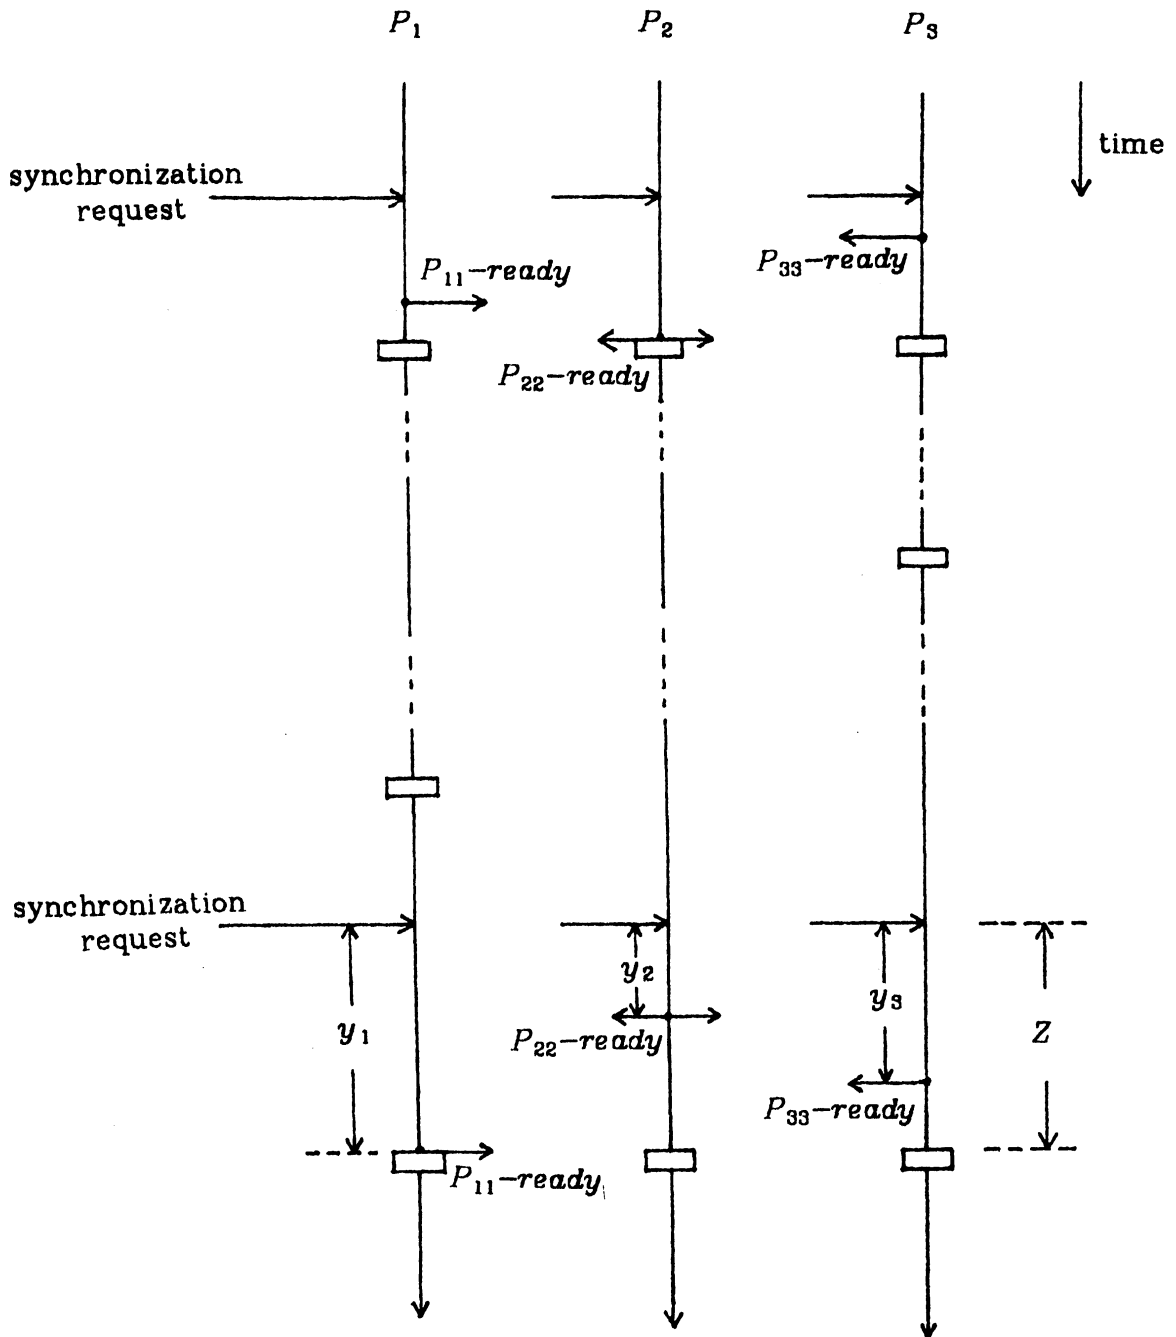 P₁ P₂ P₃
time
synchronization
request
P₃₃-ready
P₁₁-ready
P₂₂-ready
synchronization
request
y₂
y₃
y₁
Z
P₂₂-ready
P₃₃-ready
P₁₁-ready